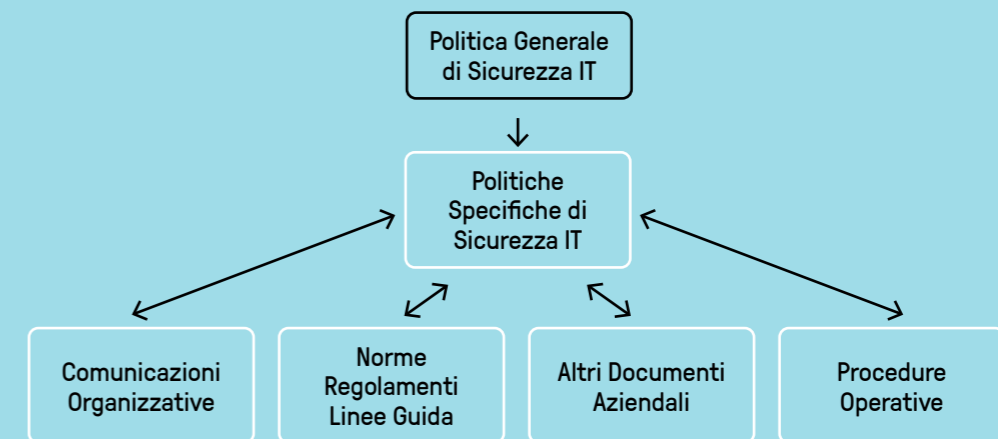 Politica Generale
di Sicurezza IT
Politiche
Specifiche di
Sicurezza IT
Comunicazioni
Organizzative
Norme
Regolamenti
Linee Guida
Altri Documenti
Aziendali
Procedure
Operative